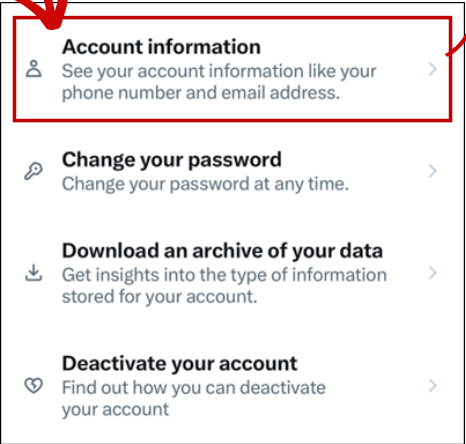 Account information
See your account information like your
phone number and email address.
Change your password
Change your password at any time.
Download an archive of your data
Get insights into the type of information
stored for your account.
Deactivate your account
Find out how you can deactivate
your account